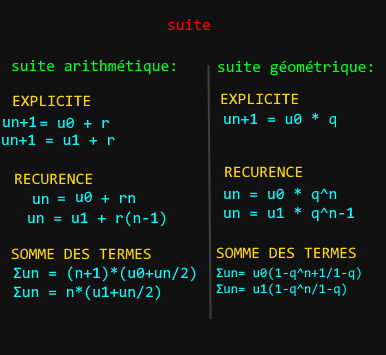 suite
suite arithmétique:
EXPLICITE
un+1= u0 + r
un+1 = u1 + r
RECURENCE
un = u0 + rn
un = u1 + r(n-1)
SOMME DES TERMES
Σun = (n+1)*(u0+un/2)
Σun = n*(u1+un/2)
suite géométrique:
EXPLICITE
un+1 = u0 * q
RECURENCE
un = u0 * q^n
un = u1 * q^n-1
SOMME DES TERMES
Σun= u0(1-q^n+1/1-q)
Σun= u1(1-q^n/1-q)